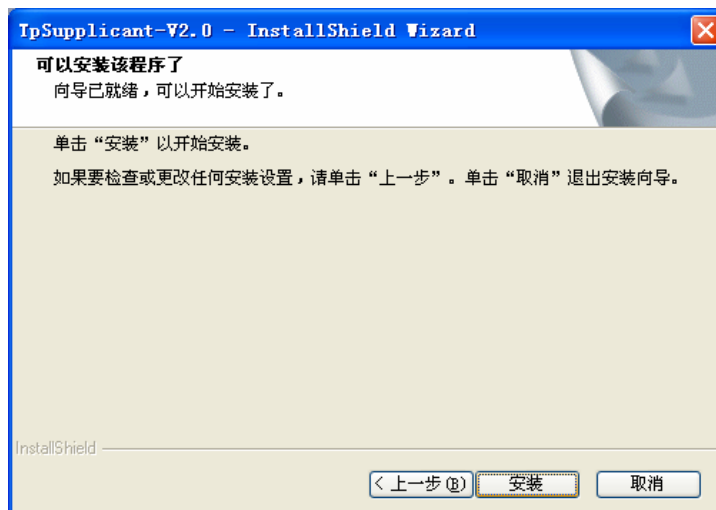 TpSupplicant-V2.0 - InstallShield Wizard
可以安装该程序了
向导已就绪，可以开始安装了。
单击“安装”以开始安装。
如果要检查或更改任何安装设置，请单击“上一步”。单击“取消”退出安装向导。
InstallShield
< 上一步(B) 安装 取消